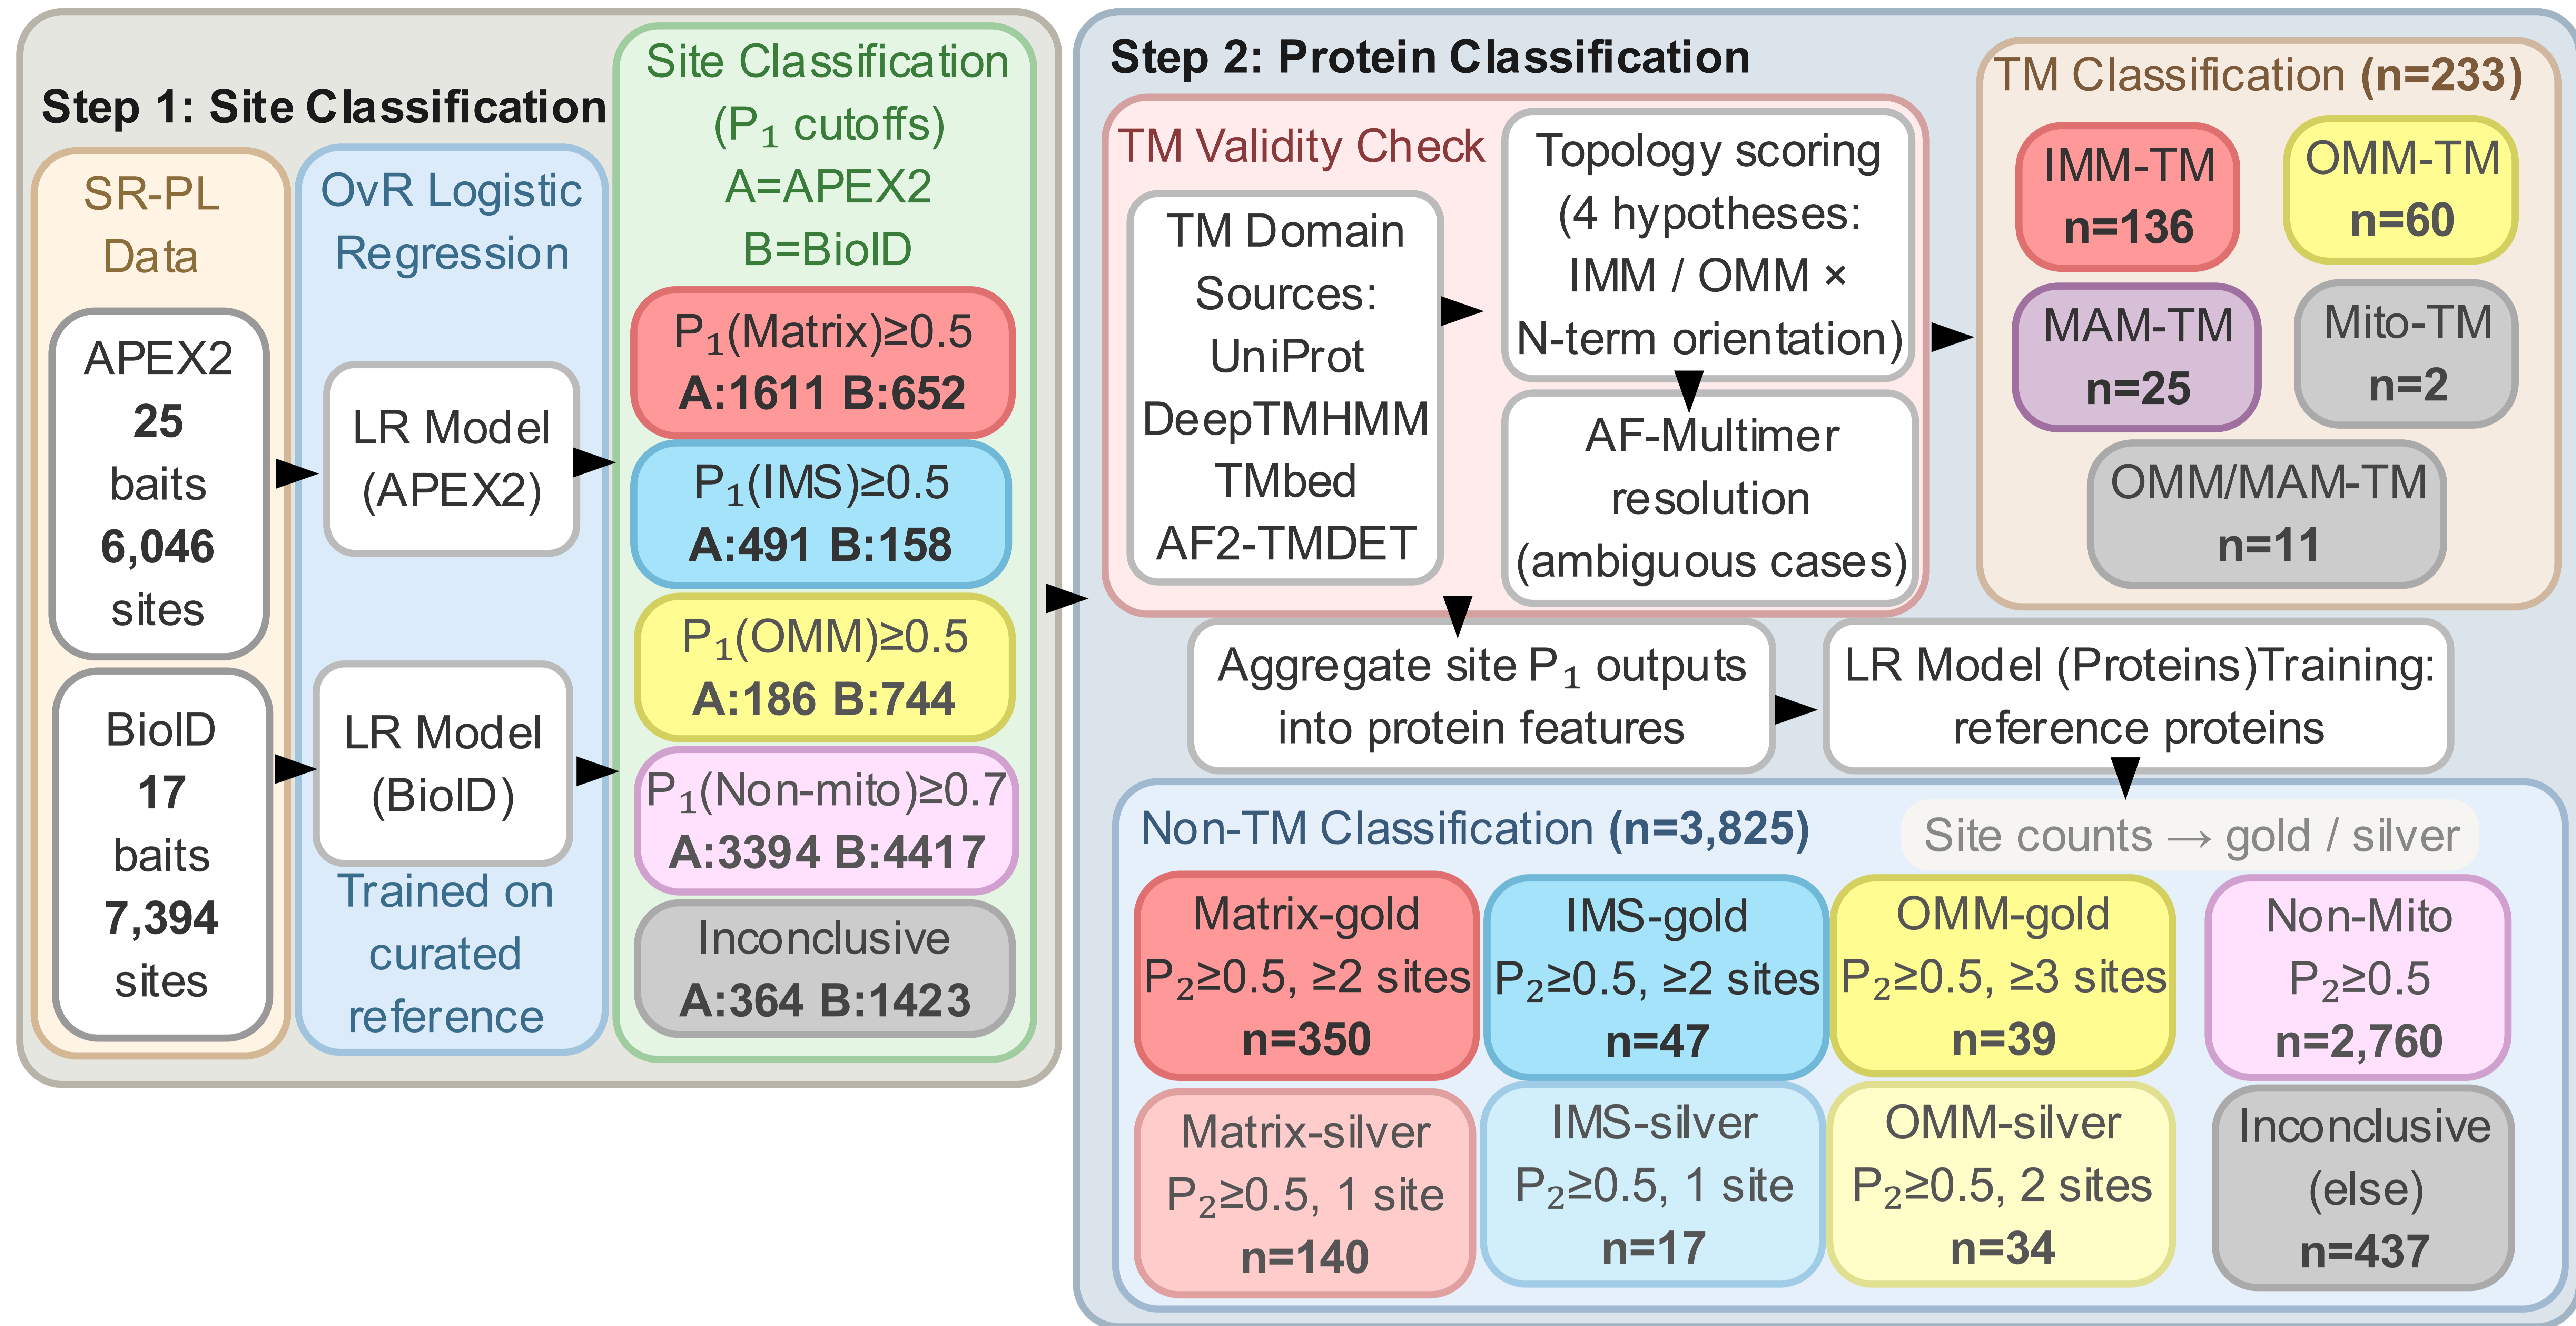 Step 1: Site Classification
SR-PL
Data
APEX2
25
baits
6,046
sites
BioID
17
baits
7,394
sites
OvR Logistic
Regression
LR Model
(APEX2)
LR Model
(BioID)
Trained on
curated
reference
Site Classification
(P₁ cutoffs)
A=APEX2
B=BioID
P₁(Matrix)≥0.5
A:1611 B:652
P₁(IMS)≥0.5
A:491 B:158
P₁(OMM)≥0.5
A:186 B:744
P₁(Non-mito)≥0.7
A:3394 B:4417
Inconclusive
A:364 B:1423
Step 2: Protein Classification
TM Validity Check
TM Domain
Sources:
UniProt
DeepTMHMM
TMbed
AF2-TMDET
Topology scoring
(4 hypotheses:
IMM / OMM ×
N-term orientation)
AF-Multimer
resolution
(ambiguous cases)
TM Classification (n=233)
IMM-TM
n=136
OMM-TM
n=60
MAM-TM
n=25
Mito-TM
n=2
OMM/MAM-TM
n=11
Aggregate site P₁ outputs
into protein features
LR Model (Proteins)Training:
reference proteins
Non-TM Classification (n=3,825)
Site counts → gold / silver
Matrix-gold
P₂≥0.5, ≥2 sites
n=350
IMS-gold
P₂≥0.5, ≥2 sites
n=47
OMM-gold
P₂≥0.5, ≥3 sites
n=39
Non-Mito
P₂≥0.5
n=2,760
Matrix-silver
P₂≥0.5, 1 site
n=140
IMS-silver
P₂≥0.5, 1 site
n=17
OMM-silver
P₂≥0.5, 2 sites
n=34
Inconclusive
(else)
n=437